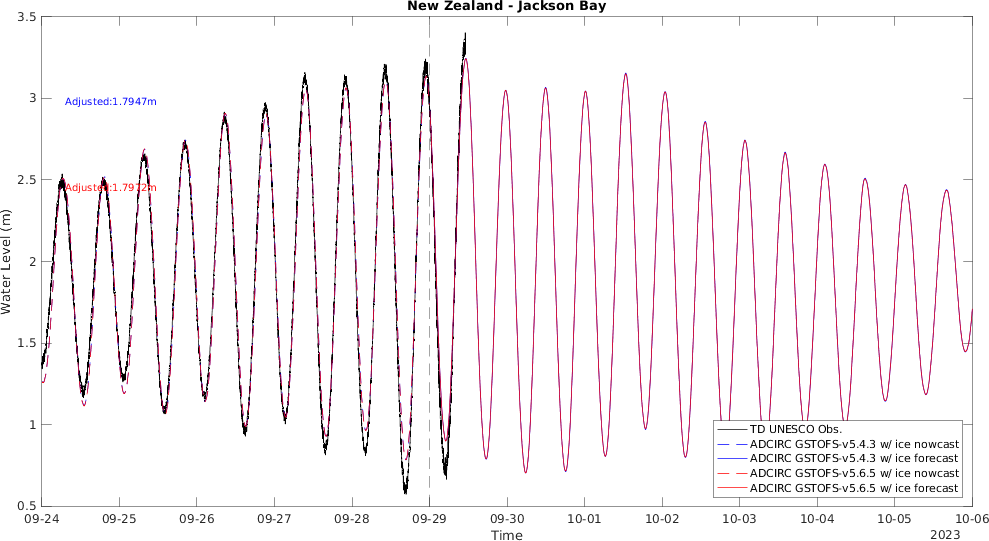 New Zealand - Jackson Bay
3.5
3
2.5
2
1.5
1
0.5
Water Level (m)
Adjusted:1.7947m
Adjusted:1.7972m
TD UNESCO Obs.
ADCIRC GSTOFS-v5.4.3 w/ ice nowcast
ADCIRC GSTOFS-v5.4.3 w/ ice forecast
ADCIRC GSTOFS-v5.6.5 w/ ice nowcast
ADCIRC GSTOFS-v5.6.5 w/ ice forecast
09-24 09-25 09-26 09-27 09-28 09-29 09-30 10-01 10-02 10-03 10-04 10-05 10-06
Time
2023